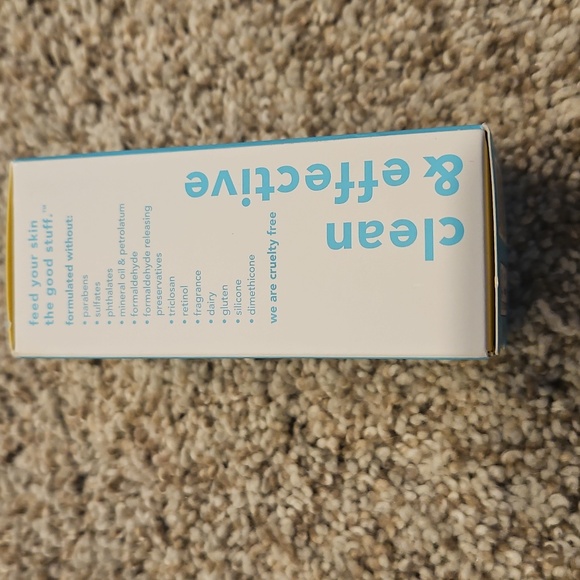 clean
& effective
feed your skin
the good stuff.™
formulated without:
• parabens
• sulfates
• phthalates
• mineral oil & petrolatum
• formaldehyde
• formaldehyde releasing
preservatives
• triclosan
• retinol
• fragrance
• dairy
• gluten
• silicone
• dimethicone
we are cruelty free